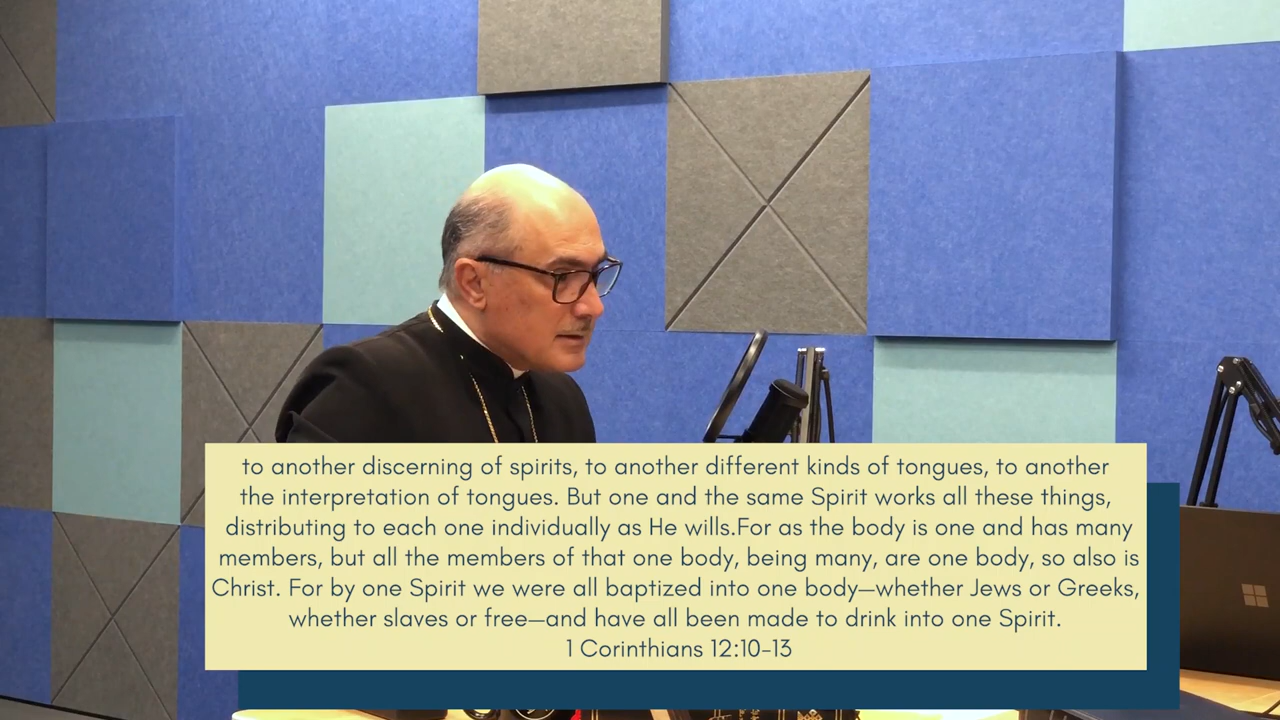 to another discerning of spirits, to another different kinds of tongues, to another
the interpretation of tongues. But one and the same Spirit works all these things,
distributing to each one individually as He wills.For as the body is one and has many
members, but all the members of that one body, being many, are one body, so also is
Christ. For by one Spirit we were all baptized into one body—whether Jews or Greeks,
whether slaves or free—and have all been made to drink into one Spirit.
1 Corinthians 12:10-13